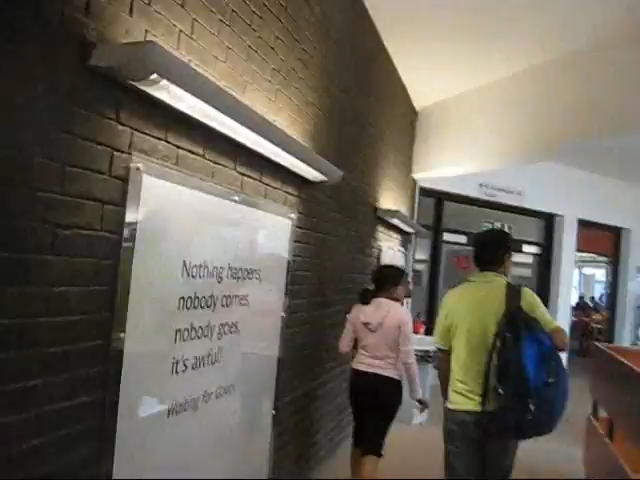 Nothing happens,
nobody comes,
nobody goes,
it's awful!
Waiting For Godot